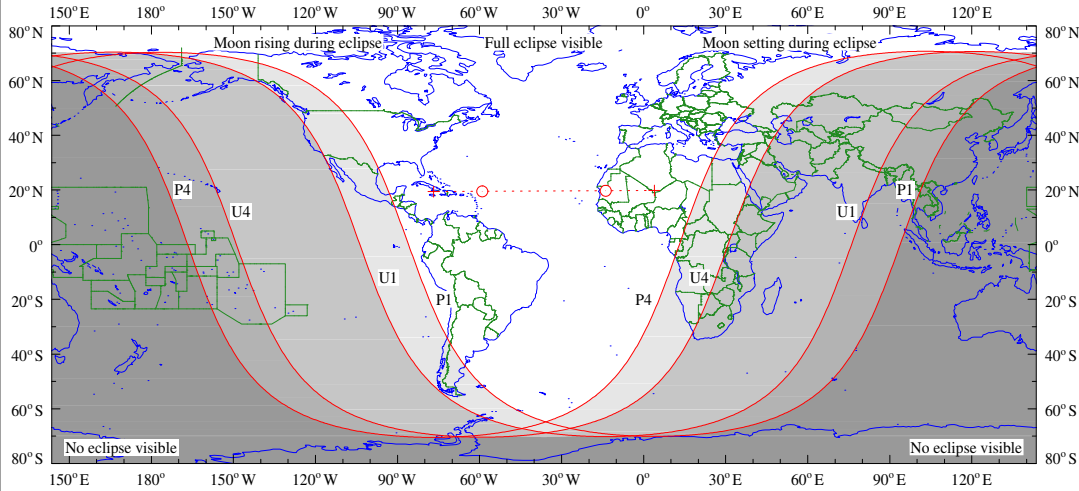 150° E 180° 150° W 120° W 90° W 60° W 30° W 0° 30° E 60° E 90° E 120° E
80° N 80° N
Moon rising during eclipse Full eclipse visible Moon setting during eclipse
60° N 60° N
40° N 40° N
20° N P4 P1 20° N
U4 U1
0° 0°
U1 U4
20° S P1 P4 20° S
40° S 40° S
60° S 60° S
No eclipse visible No eclipse visible
80° S 80° S
150° E 180° 150° W 120° W 90° W 60° W 30° W 0° 30° E 60° E 90° E 120° E